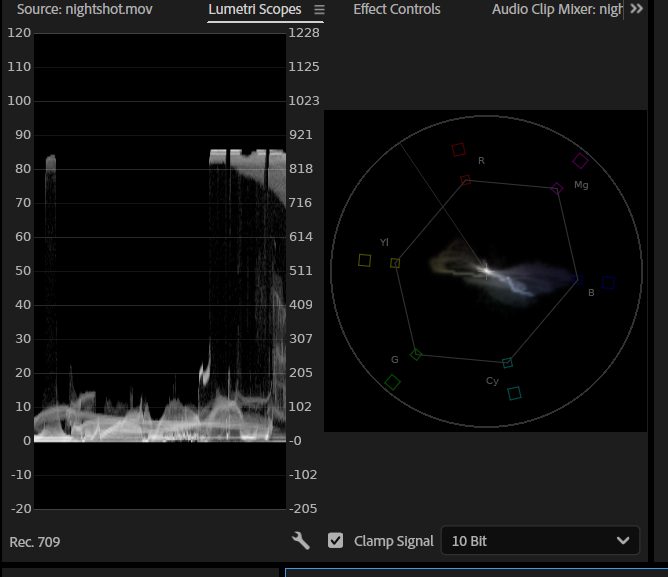 Source: nightshot.mov
Lumetri Scopes
Effect Controls
Audio Clip Mixer: nigh
120
110
100
90
80
70
60
50
40
30
20
10
0
-10
-20
1228
1125
1023
921
818
716
614
511
409
307
205
102
-0
-102
-205
R
Mg
Yl
B
G
Cy
Rec. 709
Clamp Signal
10 Bit